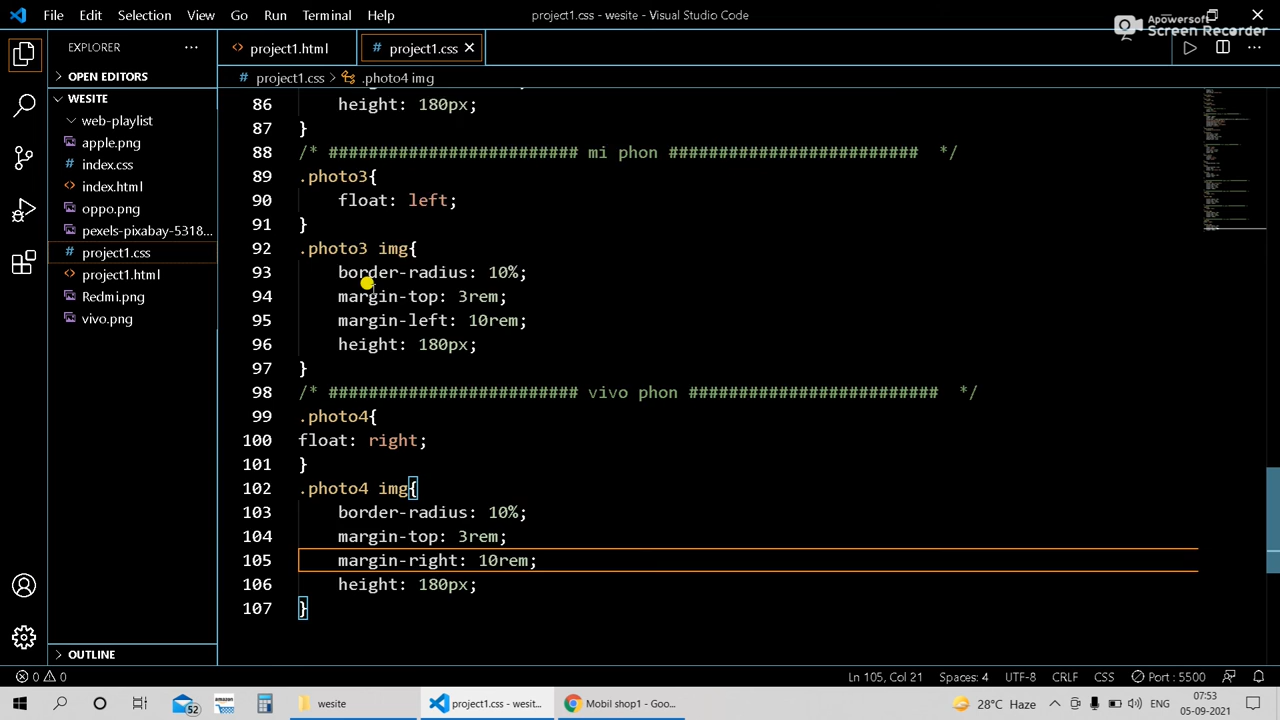 File Edit Selection View Go Run Terminal Help
project1.css - wesite - Visual Studio Code
Apowersoft
Screen Recorder
EXPLORER
OPEN EDITORS
WESITE
web-playlist
apple.png
index.css
index.html
oppo.png
pexels-pixabay-5318...
project1.css
project1.html
Redmi.png
vivo.png
OUTLINE
project1.html
project1.css
project1.css > .photo4 img
86 height: 180px;
87 }
88 /* ######################### mi phon ######################### */
89 .photo3{
90 float: left;
91 }
92 .photo3 img{
93 border-radius: 10%;
94 margin-top: 3rem;
95 margin-left: 10rem;
96 height: 180px;
97 }
98 /* ######################### vivo phon ######################### */
99 .photo4{
100 float: right;
101 }
102 .photo4 img{
103 border-radius: 10%;
104 margin-top: 3rem;
105 margin-right: 10rem;
106 height: 180px;
107 }
0 0
Ln 105, Col 21 Spaces: 4 UTF-8 CRLF CSS Port : 5500
52
amazon
wesite
project1.css - wesit...
Mobil shop1 - Goo...
28°C Haze
07:53
05-09-2021